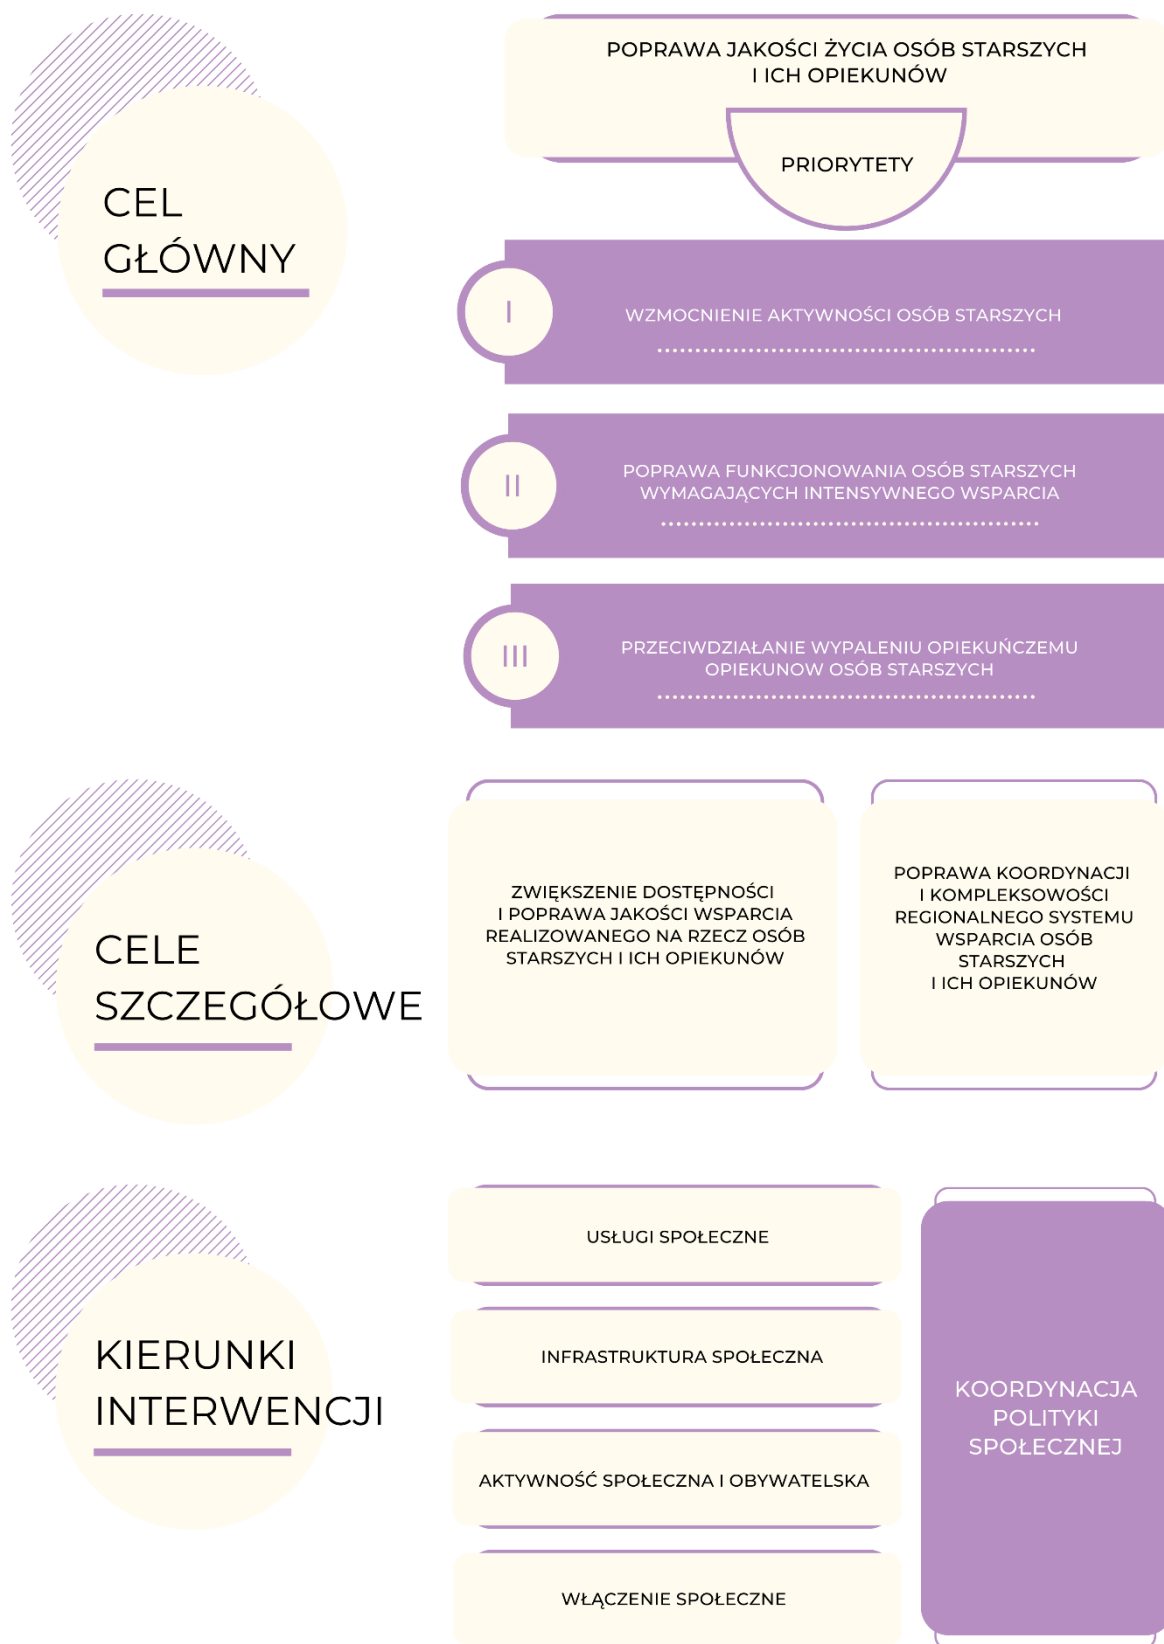 CEL
GŁÓWNY
POPRAWA JAKOŚCI ŻYCIA OSÓB STARSZYCH
I ICH OPIEKUNÓW
PRIORYTETY
I
WZMOCNIENIE AKTYWNOŚCI OSÓB STARSZYCH
II
POPRAWA FUNKCJONOWANIA OSÓB STARSZYCH
WYMAGAJĄCYCH INTENSYWNEGO WSPARCIA
III
PRZECIWDZIAŁANIE WYPALENIU OPIEKUŃCZEMU
OPIEKUNOW OSÓB STARSZYCH
CELE
SZCZEGÓŁOWE
ZWIĘKSZENIE DOSTĘPNOŚCI
I POPRAWA JAKOŚCI WSPARCIA
REALIZOWANEGO NA RZECZ OSÓB
STARSZYCH I ICH OPIEKUNÓW
POPRAWA KOORDYNACJI
I KOMPLEKSOWOŚCI
REGIONALNEGO SYSTEMU
WSPARCIA OSÓB
STARSZYCH
I ICH OPIEKUNÓW
KIERUNKI
INTERWENCJI
USŁUGI SPOŁECZNE
INFRASTRUKTURA SPOŁECZNA
AKTYWNOŚĆ SPOŁECZNA I OBYWATELSKA
WŁĄCZENIE SPOŁECZNE
KOORDYNACJA
POLITYKI
SPOŁECZNEJ